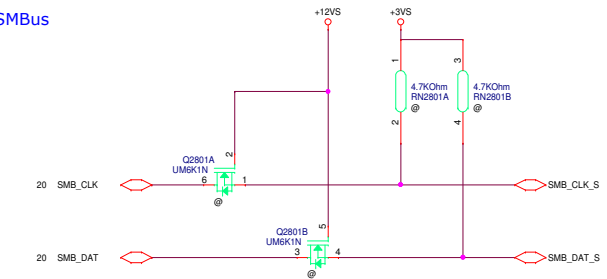 SMBus
+12VS
+3VS
1
3
4.7KOhm
RN2801A
@
4.7KOhm
RN2801B
@
2
4
Q2801A
UM6K1N
2
20
SMB_CLK
6
1
SMB_CLK_S
@
Q2801B
UM6K1N
5
20
SMB_DAT
3
4
SMB_DAT_S
@